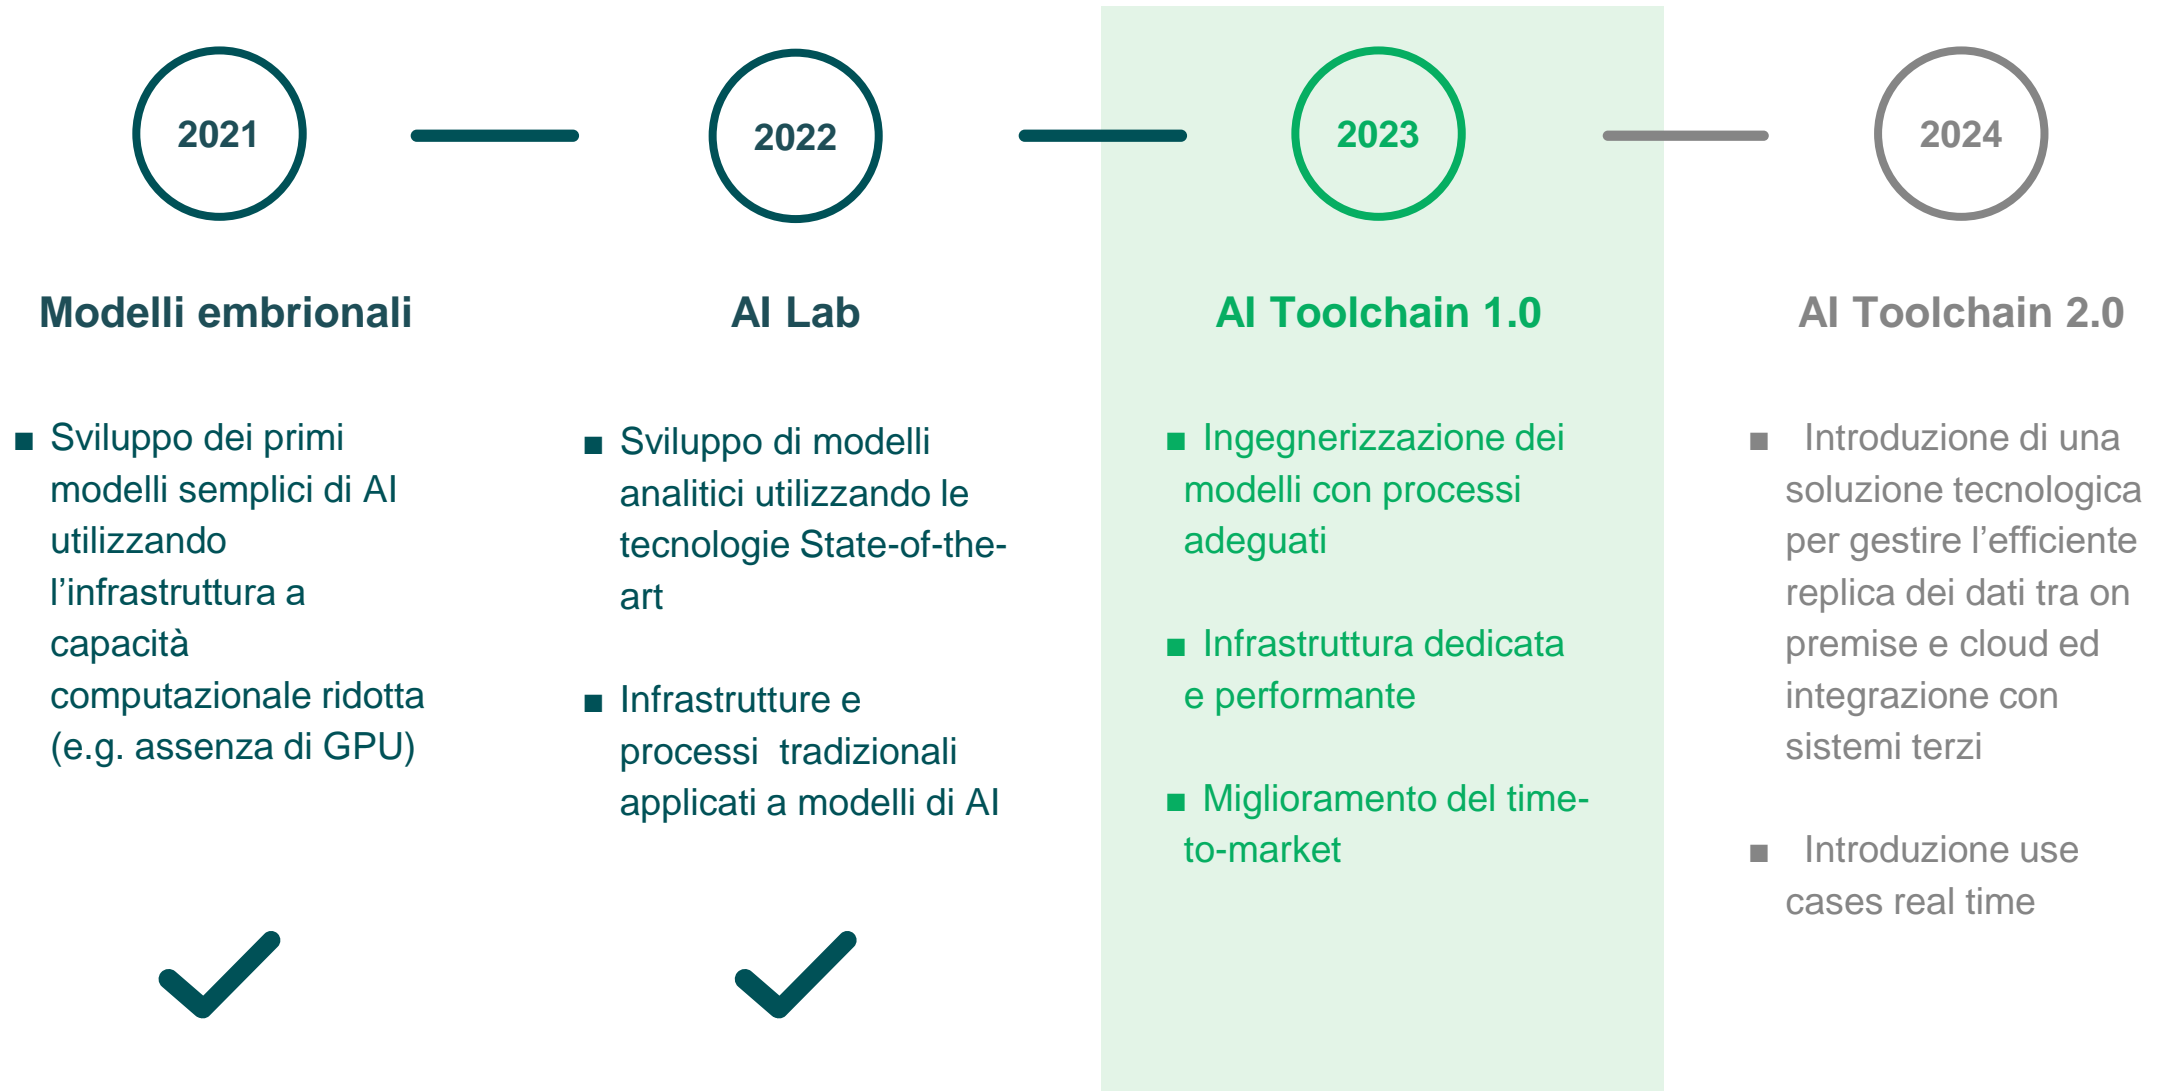 2021
Modelli embrionali
■ Sviluppo dei primi
modelli semplici di AI
utilizzando
l’infrastruttura a
capacità
computazionale ridotta
(e.g. assenza di GPU)
2022
AI Lab
■ Sviluppo di modelli
analitici utilizzando le
tecnologie State-of-the-
art
■ Infrastrutture e
processi  tradizionali
applicati a modelli di AI
2023
AI Toolchain 1.0
■ Ingegnerizzazione dei
modelli con processi
adeguati
■ Infrastruttura dedicata
e performante
■ Miglioramento del time-
to-market
2024
AI Toolchain 2.0
■ Introduzione di una
soluzione tecnologica
per gestire l’efficiente
replica dei dati tra on
premise e cloud ed
integrazione con
sistemi terzi
■ Introduzione use
cases real time